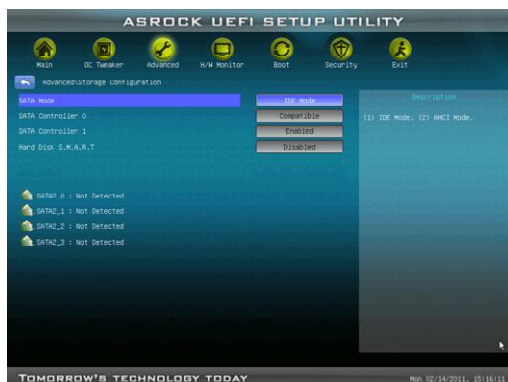 ASROCK UEFI SETUP UTILITY
Main OC Tweaker Advanced H/W Monitor Boot Security Exit
Advanced\Storage Configuration
SATA Mode IDE Mode
SATA Controller 0 Compatible
SATA Controller 1 Enabled
Hard Disk S.M.A.R.T Disabled
SATA2_0 : Not Detected
SATA2_1 : Not Detected
SATA2_2 : Not Detected
SATA2_3 : Not Detected
Description
(1) IDE Mode. (2) AHCI Mode.
TOMORROW'S TECHNOLOGY TODAY
Mon 02/14/2011, 15:16:11